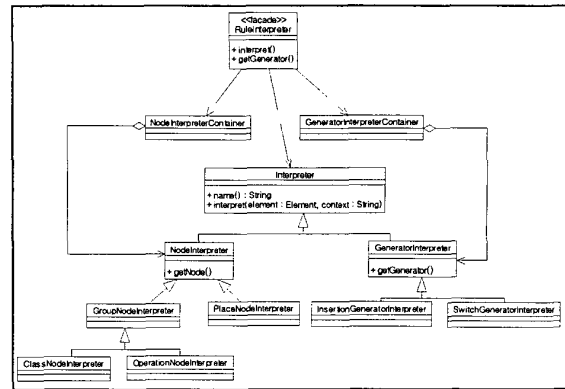 <<facade>>
RuleInterpreter
+ interpret()
+ getGenerator()
NodeInterpreterContainer
GeneratorInterpreterContainer
Interpreter
+ name() : String
+ interpret(element : Element, context : String)
NodeInterpreter
+ getNode()
GeneratorInterpreter
+ getGenerator()
GroupNodeInterpreter
PlaceNodeInterpreter
InsertionGeneratorInterpreter
SwitchGeneratorInterpreter
ClassNodeInterpreter
OperationNodeInterpreter